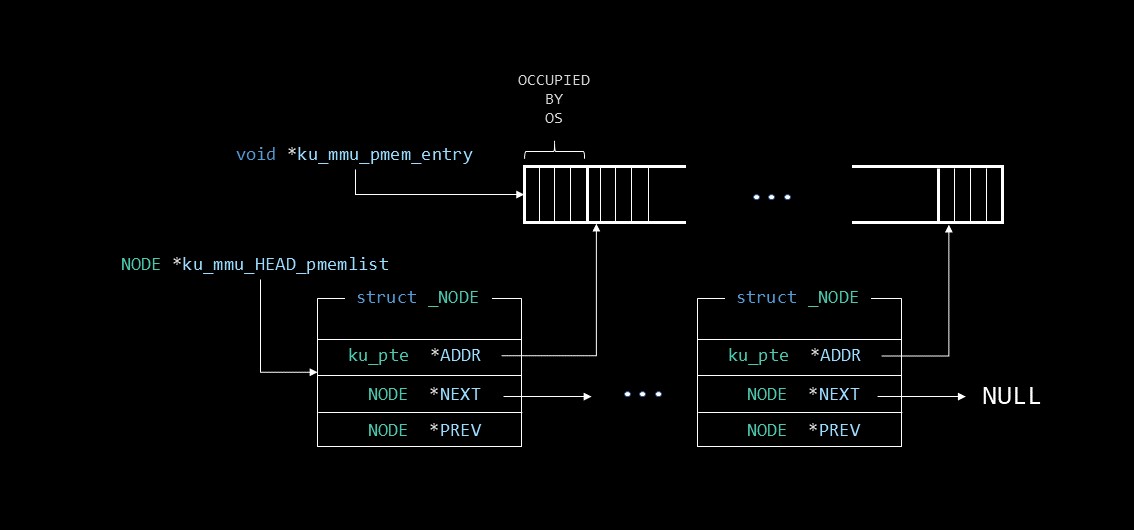 OCCUPIED
BY
OS
void *ku_mmu_pmem_entry
NODE *ku_mmu_HEAD_pmemlist
struct _NODE
ku_pte *ADDR
NODE *NEXT
NODE *PREV
struct _NODE
ku_pte *ADDR
NODE *NEXT
NODE *PREV
NULL